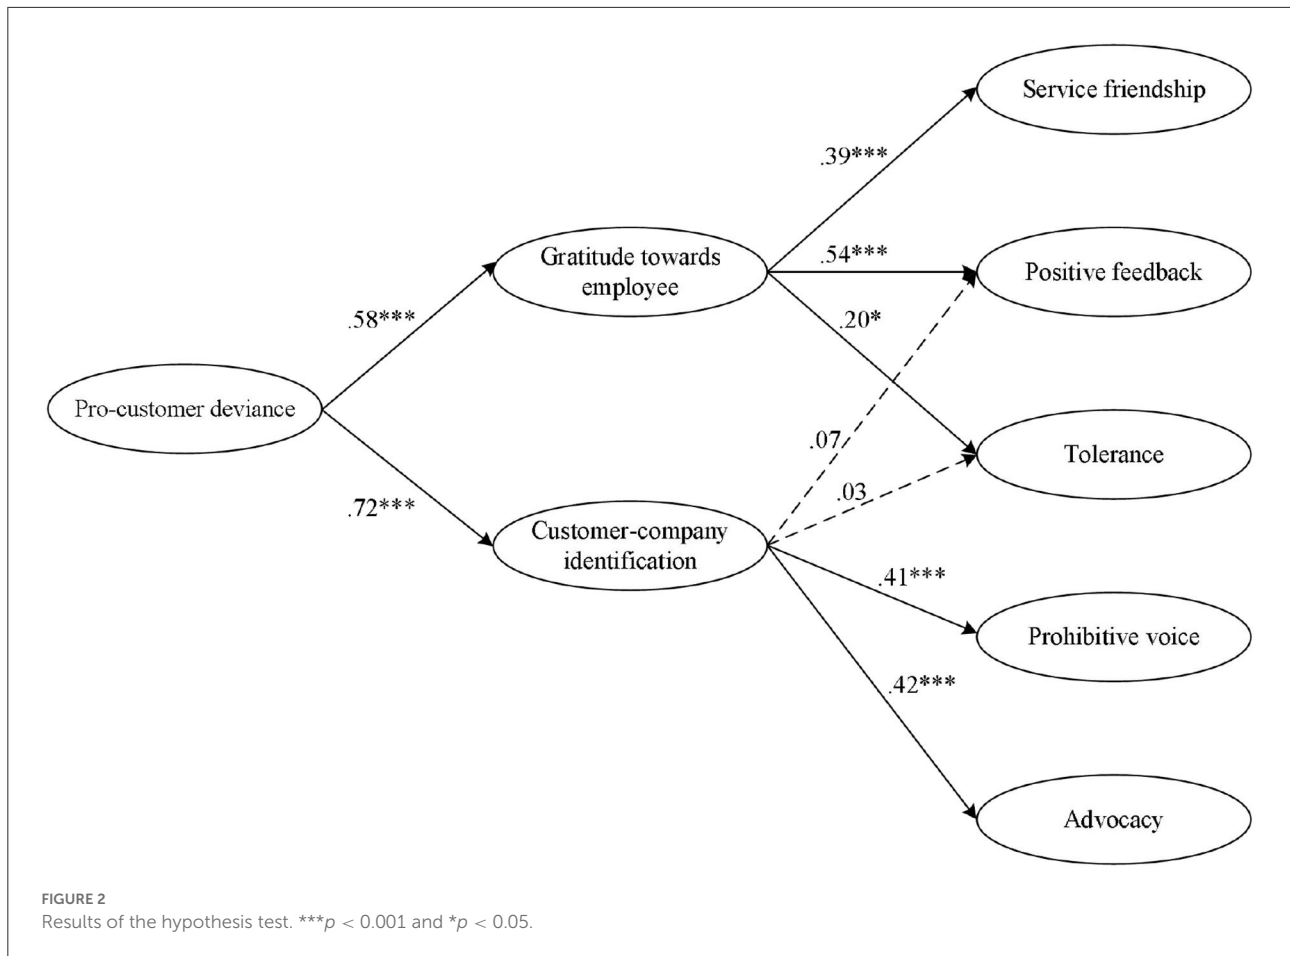 Service friendship
.39***
Gratitude towards
employee
.54***
Positive feedback
.58***
.20*
Pro-customer deviance
.07
Tolerance
.03
.72***
Customer-company
identification
.41***
Prohibitive voice
.42***
Advocacy
FIGURE 2
Results of the hypothesis test. ***p < 0.001 and *p < 0.05.